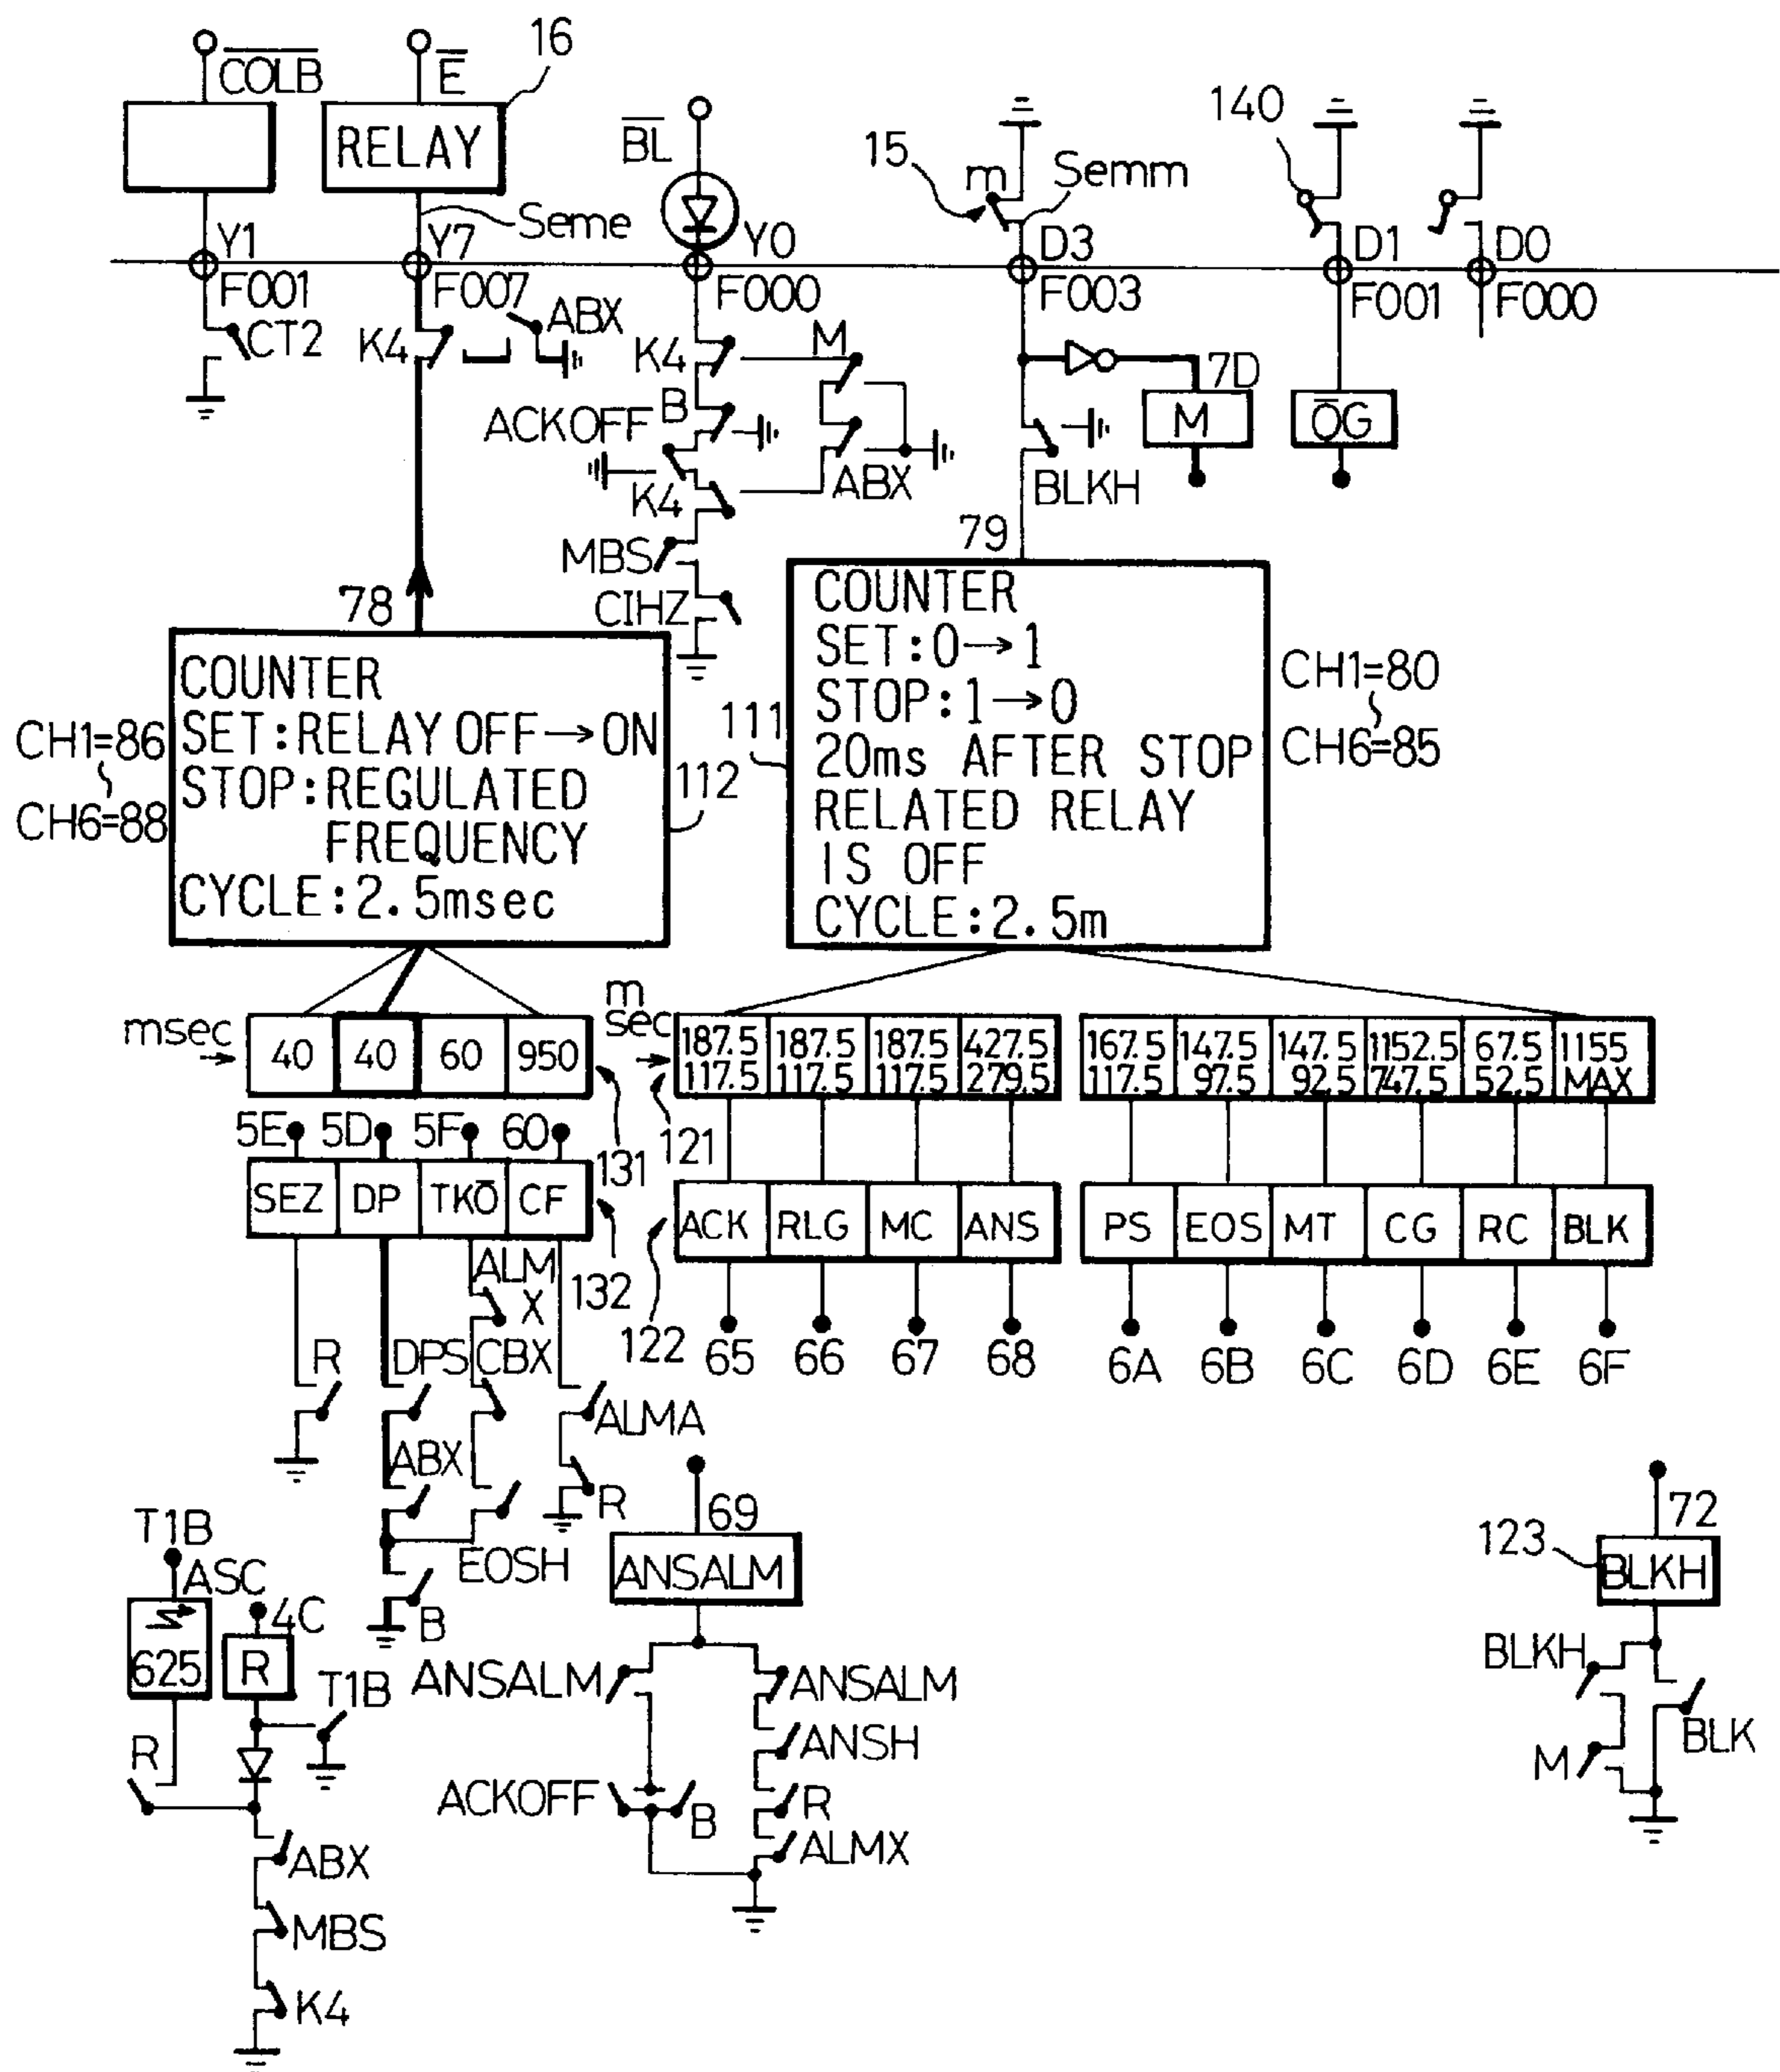 COLB
E
16
RELAY
BL
140
15
m
Semm
Seme
Y1
Y7
Y0
D3
D1
D0
F001
F007
F000
F003
F001
F000
CT2
K4
ABX
K4
M
7D
M
Q̄G
ACKOFF
B
K4
ABX
BLKH
MBS
CIHZ
78
79
COUNTER
SET:RELAY OFF→ON
STOP:REGULATED
FREQUENCY
CYCLE:2.5msec
CH1=86
CH6=88
112
COUNTER
SET:0→1
STOP:1→0
20ms AFTER STOP
RELATED RELAY
IS OFF
CYCLE:2.5m
111
CH1=80
CH6=85
msec
40 40 60 950
131
m
sec
187.5 187.5 187.5 427.5
117.5 117.5 117.5 279.5
121
167.5 147.5 147.5 1152.5 67.5 1155
117.5 97.5 92.5 747.5 52.5 MAX
5E 5D 5F 60
SEZ DP TKŌ CF
132
ACK RLG MC ANS
122
PS EOS MT CG RC BLK
65 66 67 68
6A 6B 6C 6D 6E 6F
ALM
X
R
DPS
CBX
ALMA
ABX
R
EOSH
B
T1B
ASC
625
4C
R
T1B
R
ABX
MBS
K4
69
ANSALM
ANSALM
ANSALM
ANSH
ACKOFF
B
R
ALMX
72
123
BLKH
BLKH
BLK
M